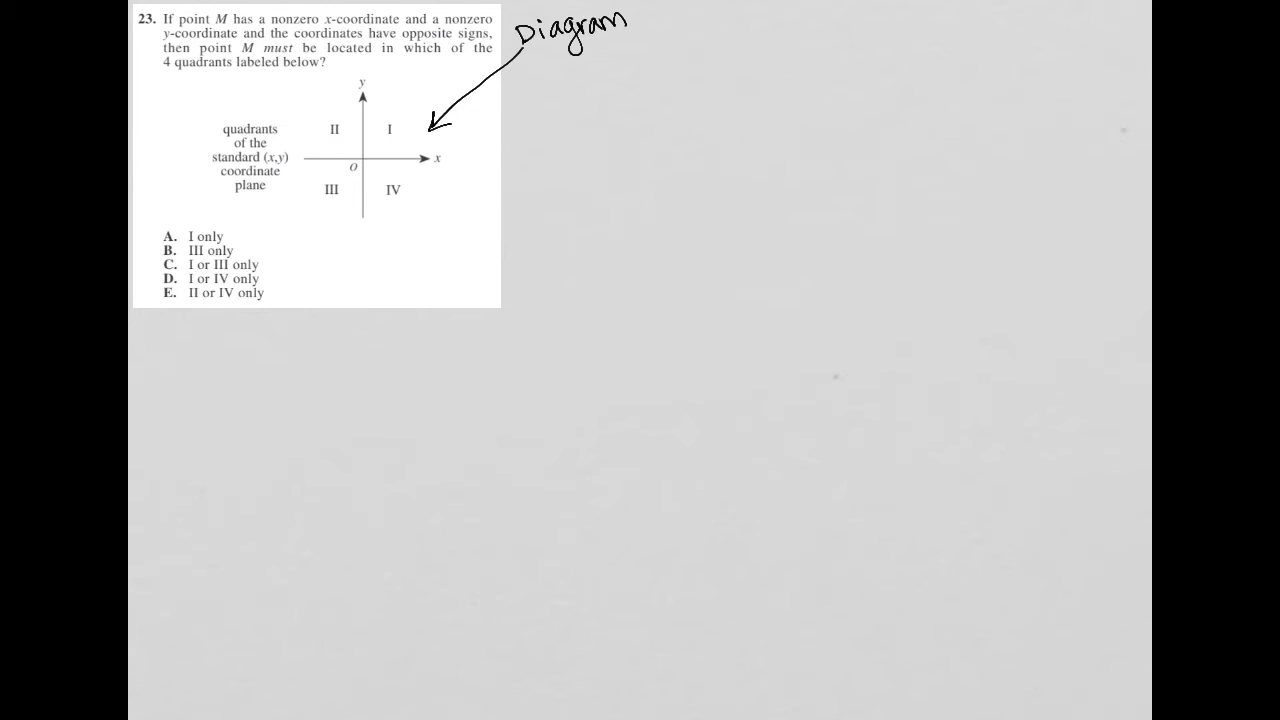 23. If point M has a nonzero x-coordinate and a nonzero
y-coordinate and the coordinates have opposite signs,
then point M must be located in which of the
4 quadrants labeled below?
Diagram
y
quadrants
of the
standard (x,y)
coordinate
plane
II I
x
O
III IV
A. I only
B. III only
C. I or III only
D. I or IV only
E. II or IV only